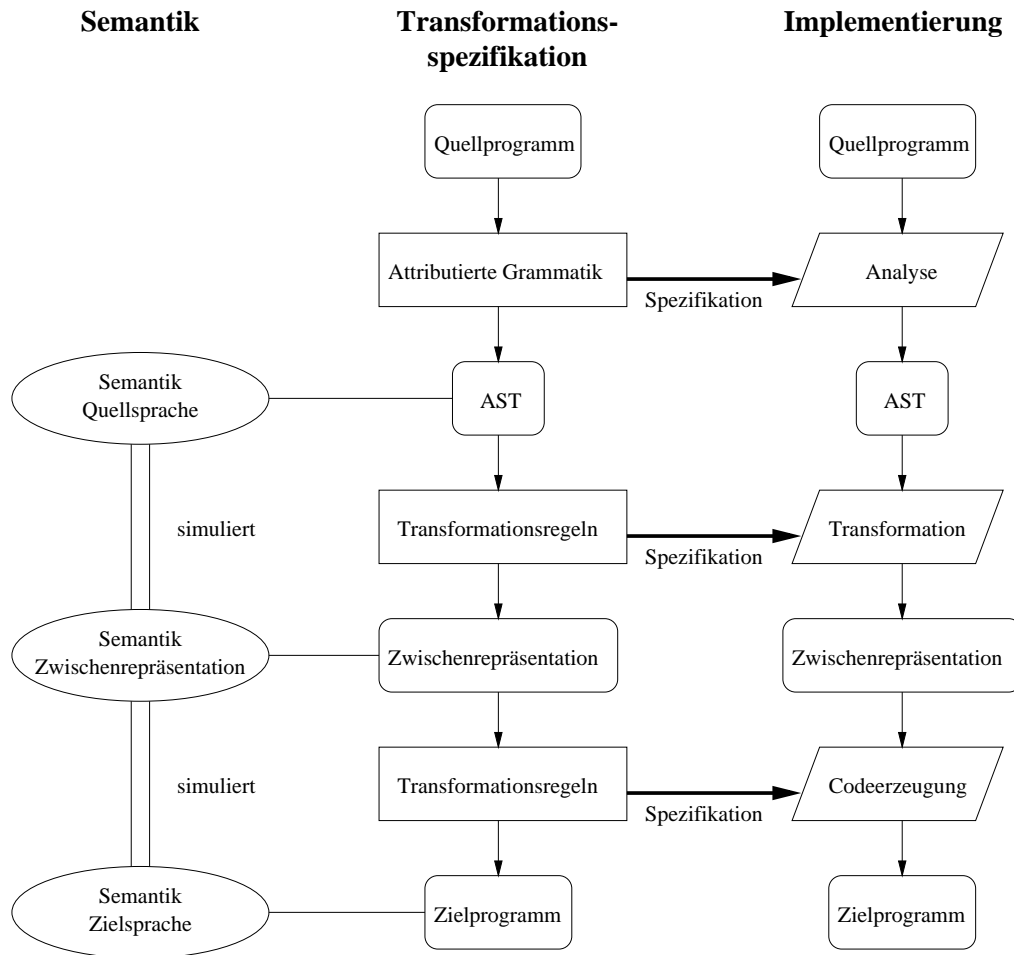 Semantik
Transformations-
spezifikation
Implementierung
Quellprogramm
Quellprogramm
Attributierte Grammatik
Spezifikation
Analyse
Semantik
Quellsprache
AST
AST
simuliert
Transformationsregeln
Spezifikation
Transformation
Semantik
Zwischenrepräsentation
Zwischenrepräsentation
Zwischenrepräsentation
simuliert
Transformationsregeln
Spezifikation
Codeerzeugung
Semantik
Zielsprache
Zielprogramm
Zielprogramm